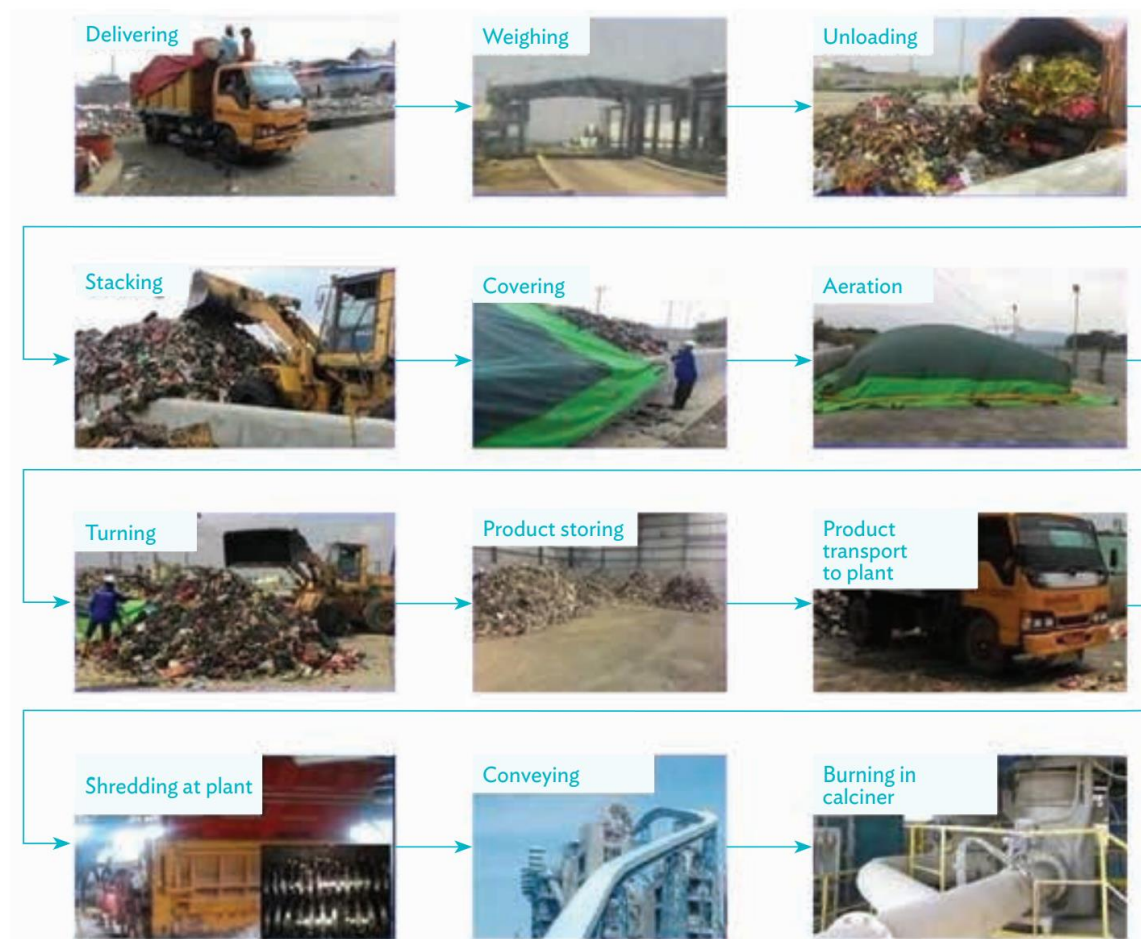 Delivering
Weighing
Unloading
Stacking
Covering
Aeration
Turning
Product storing
Product
transport
to plant
Shredding at plant
Conveying
Burning in
calciner